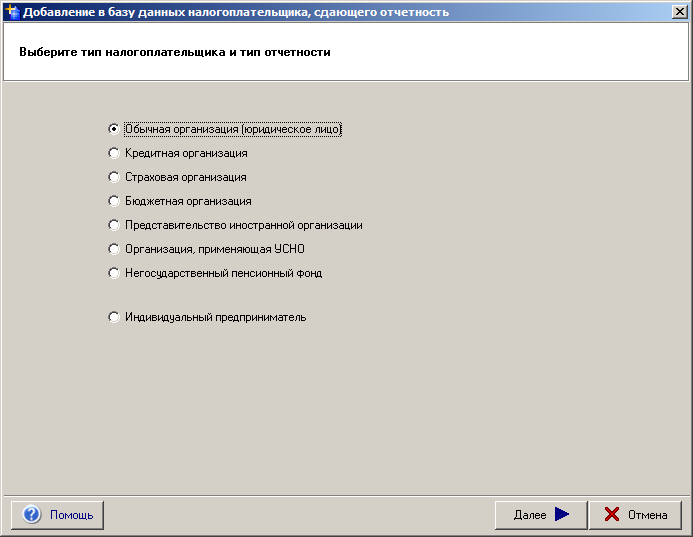 Добавление в базу данных налогоплательщика, сдающего отчетность
Выберите тип налогоплательщика и тип отчетности
Обычная организация (юридическое лицо)
Кредитная организация
Страховая организация
Бюджетная организация
Представительство иностранной организации
Организация, применяющая УСНО
Негосударственный пенсионный фонд
Индивидуальный предприниматель
Помощь
Далее
Отмена